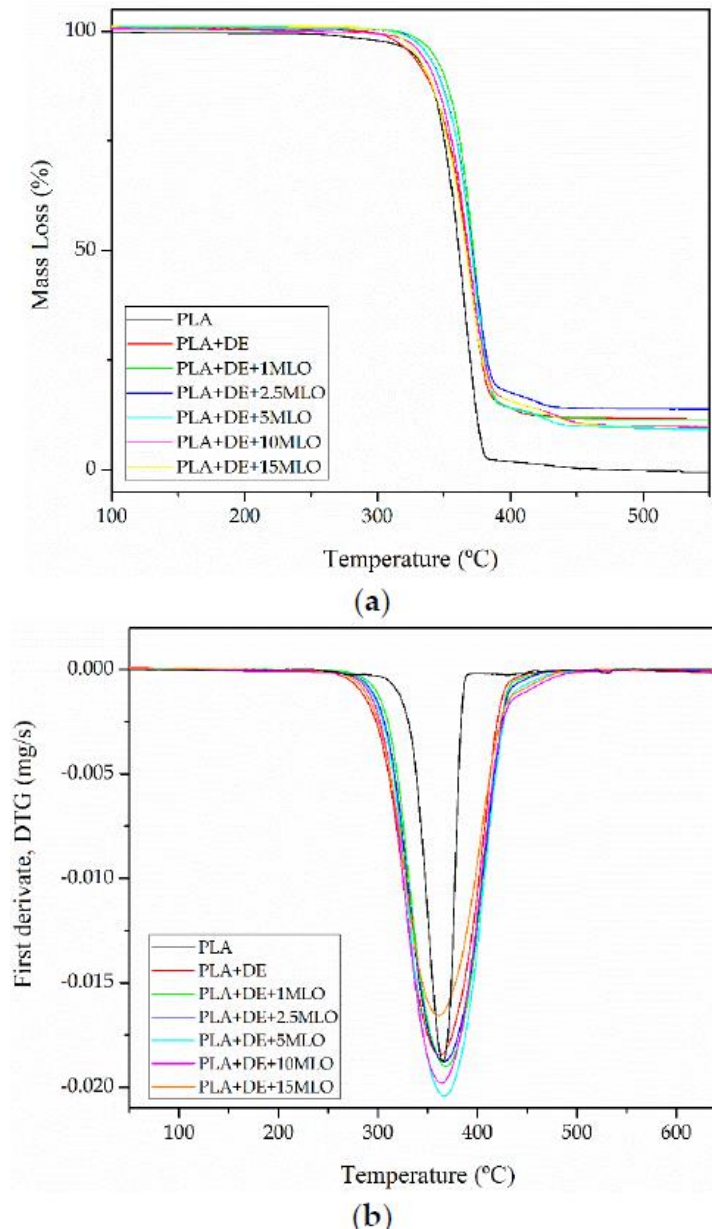 100
50
0
Mass Loss (%)
PLA
PLA+DE
PLA+DE+1MLO
PLA+DE+2.5MLO
PLA+DE+5MLO
PLA+DE+10MLO
PLA+DE+15MLO
100 200 300 400 500
Temperature (ºC)
(a)
0.000
-0.005
-0.010
-0.015
-0.020
First derivate, DTG (mg/s)
PLA
PLA+DE
PLA+DE+1MLO
PLA+DE+2.5MLO
PLA+DE+5MLO
PLA+DE+10MLO
PLA+DE+15MLO
100 200 300 400 500 600
Temperature (ºC)
(b)